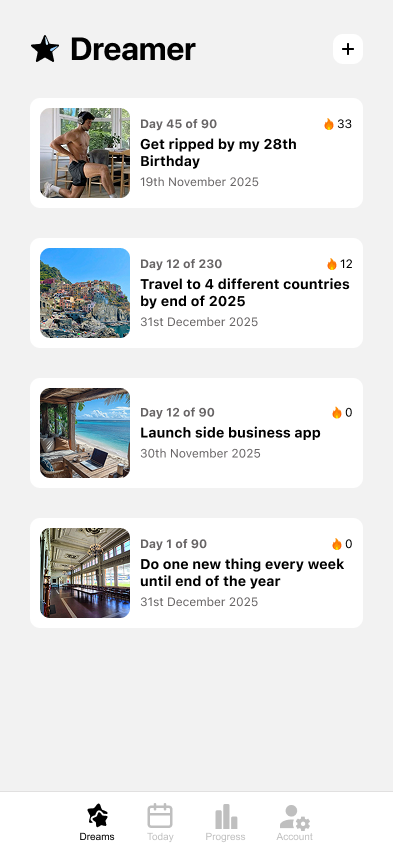 Dreamer
Day 45 of 90
33
Get ripped by my 28th
Birthday
19th November 2025
Day 12 of 230
12
Travel to 4 different countries
by end of 2025
31st December 2025
Day 12 of 90
0
Launch side business app
30th November 2025
Day 1 of 90
0
Do one new thing every week
until end of the year
31st December 2025
Dreams
Today
Progress
Account